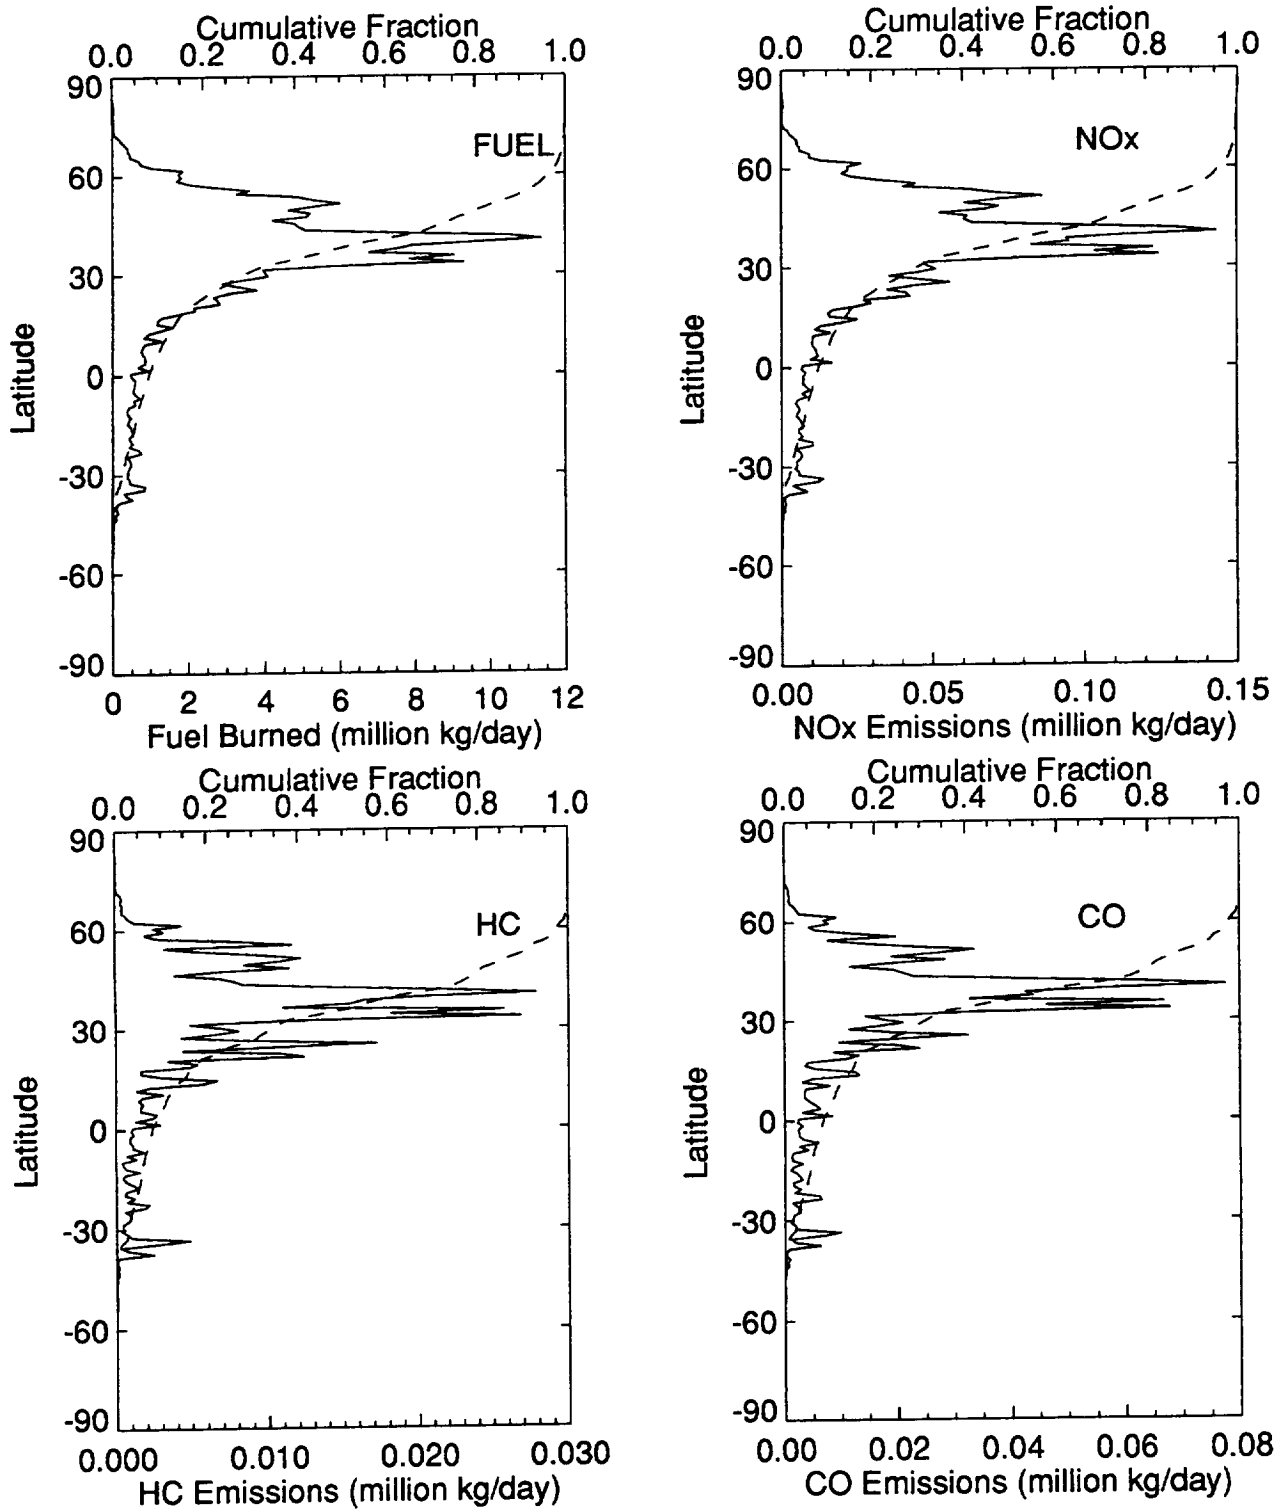 Cumulative Fraction
0.0 0.2 0.4 0.6 0.8 1.0
90
60
30
0
-30
-60
-90
Latitude
FUEL
0 2 4 6 8 10 12
Fuel Burned (million kg/day)
Cumulative Fraction
0.0 0.2 0.4 0.6 0.8 1.0
90
60
30
0
-30
-60
-90
Latitude
NOx
0.00 0.05 0.10 0.15
NOx Emissions (million kg/day)
Cumulative Fraction
0.0 0.2 0.4 0.6 0.8 1.0
90
60
30
0
-30
-60
-90
Latitude
HC
0.000 0.010 0.020 0.030
HC Emissions (million kg/day)
Cumulative Fraction
0.0 0.2 0.4 0.6 0.8 1.0
90
60
30
0
-30
-60
-90
Latitude
CO
0.00 0.02 0.04 0.06 0.08
CO Emissions (million kg/day)